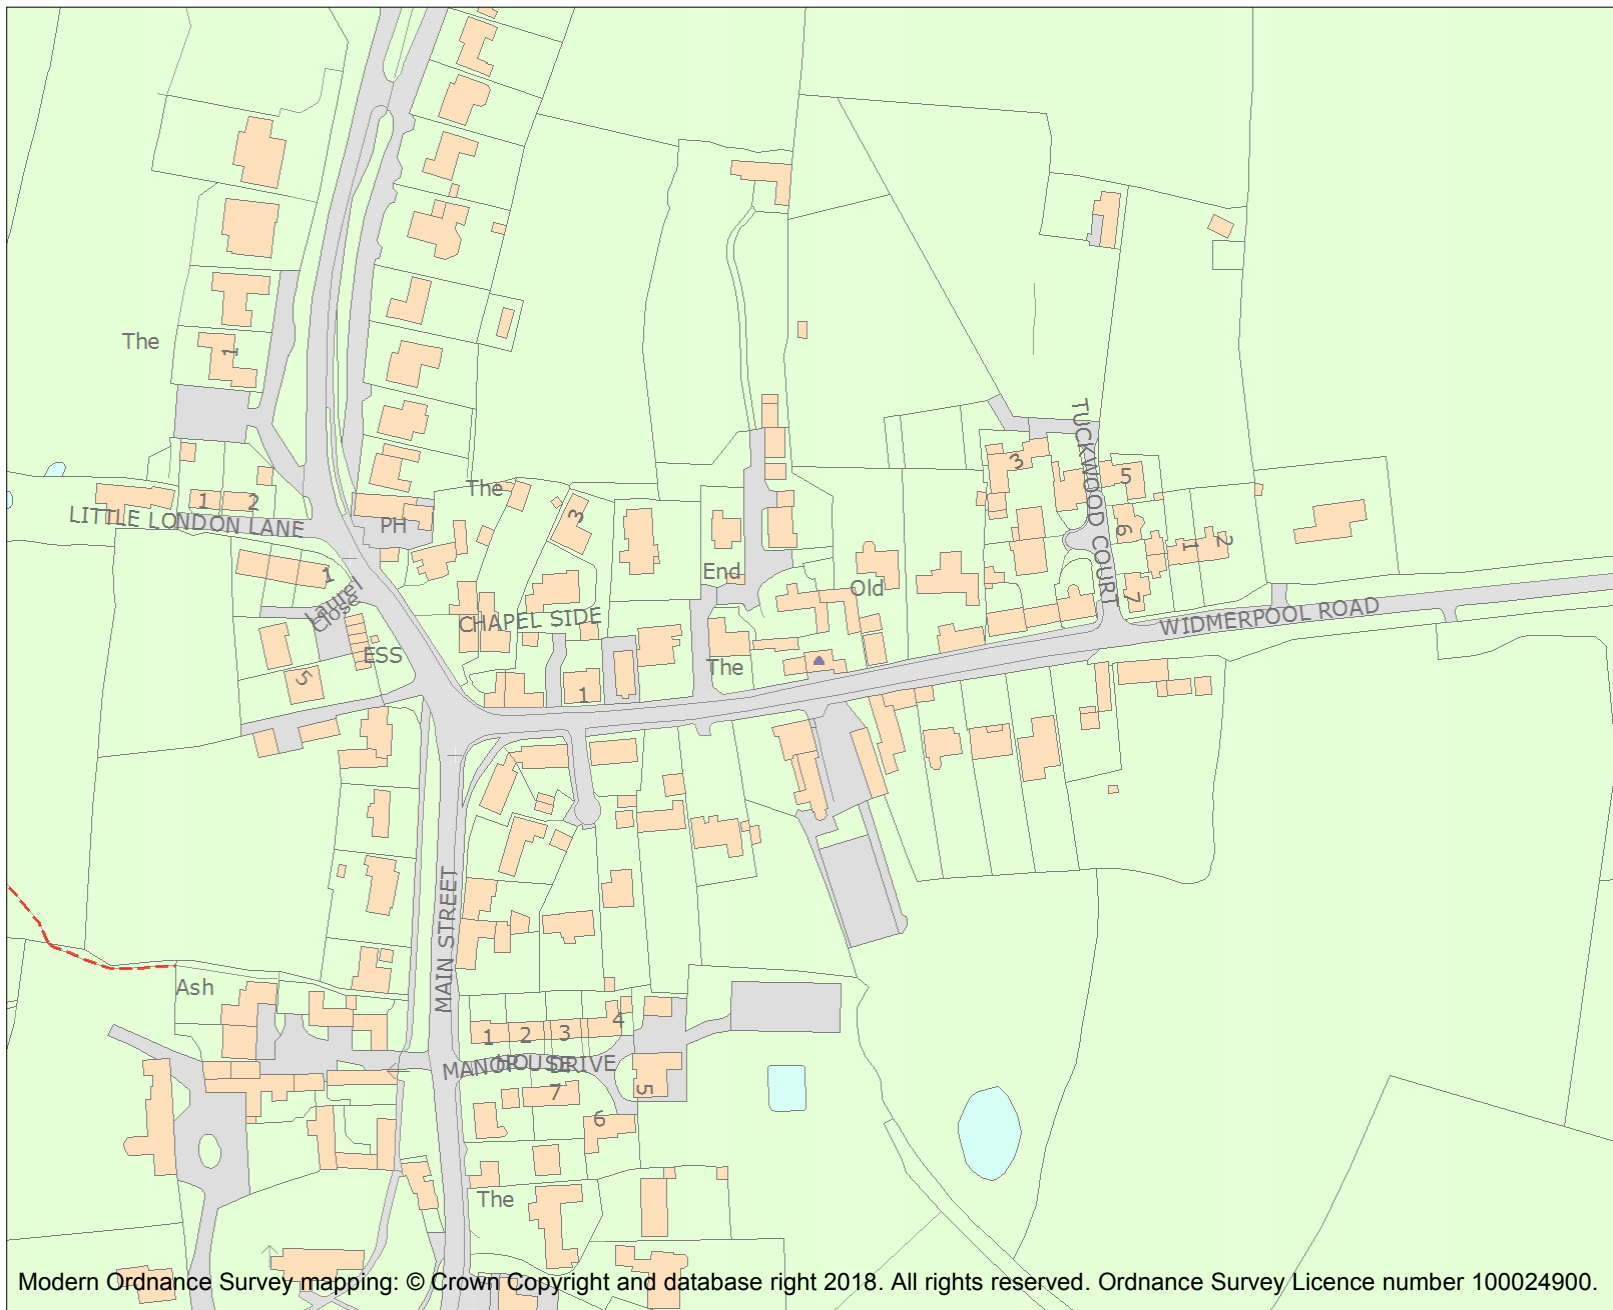 The
1
TUCKWOOD COURT
3
5
The
1
2
3
LITTLE LONDON LANE
PH
6
1
2
End
1
Laurel
Close
Old
7
CHAPEL SIDE
WIDMERPOOL ROAD
ESS
The
5
1
MAIN STREET
Ash
1
2
3
4
MANOR HOUSE DRIVE
7
5
6
The
Modern Ordnance Survey mapping: © Crown Copyright and database right 2018. All rights reserved. Ordnance Survey Licence number 100024900.